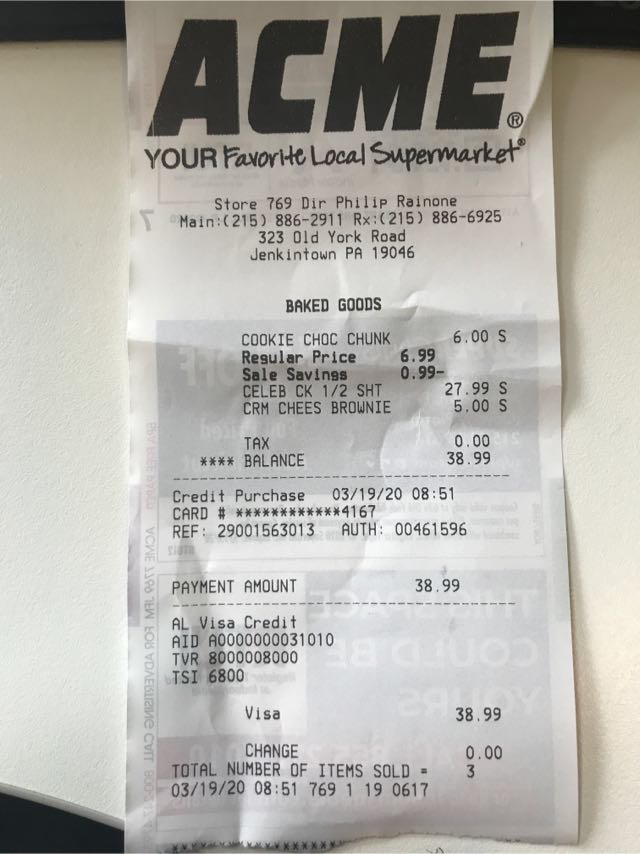 ACME®
YOUR Favorite Local Supermarket®
Store 769 Dir Philip Rainone
Main:(215) 886-2911 Rx:(215) 886-6925
323 Old York Road
Jenkintown PA 19046
BAKED GOODS
COOKIE CHOC CHUNK 6.00 S
Regular Price 6.99
Sale Savings 0.99-
CELEB CK 1/2 SHT 27.99 S
CRM CHEES BROWNIE 5.00 S
TAX 0.00
**** BALANCE 38.99
Credit Purchase 03/19/20 08:51
CARD # ************4167
REF: 29001563013 AUTH: 00461596
PAYMENT AMOUNT 38.99
AL Visa Credit
AID A0000000031010
TVR 8000008000
TSI 6800
Visa 38.99
CHANGE 0.00
TOTAL NUMBER OF ITEMS SOLD = 3
03/19/20 08:51 769 1 19 0617